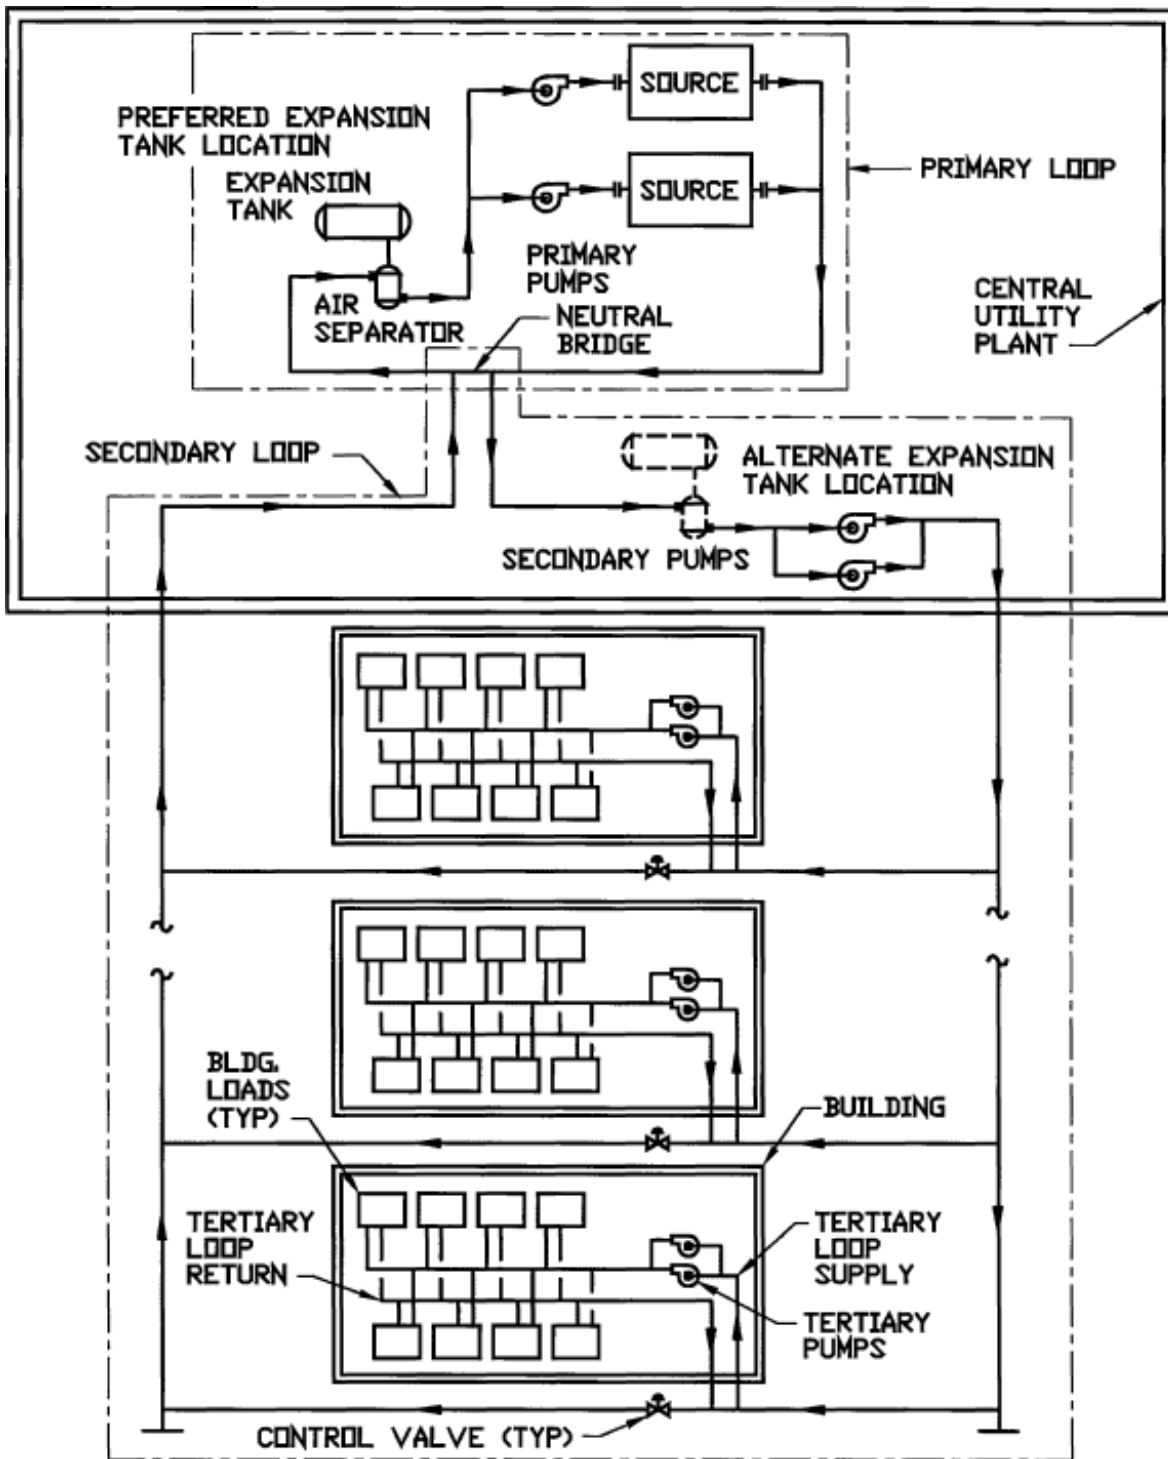 SOURCE
PREFERRED EXPANSION
TANK LOCATION
PRIMARY LOOP
EXPANSION
TANK
SOURCE
PRIMARY
PUMPS
AIR
SEPARATOR
NEUTRAL
BRIDGE
CENTRAL
UTILITY
PLANT
SECONDARY LOOP
ALTERNATE EXPANSION
TANK LOCATION
SECONDARY PUMPS
BLDG.
LOADS
(TYP)
BUILDING
TERTIARY
LOOP
RETURN
TERTIARY
LOOP
SUPPLY
TERTIARY
PUMPS
CONTROL VALVE (TYP)